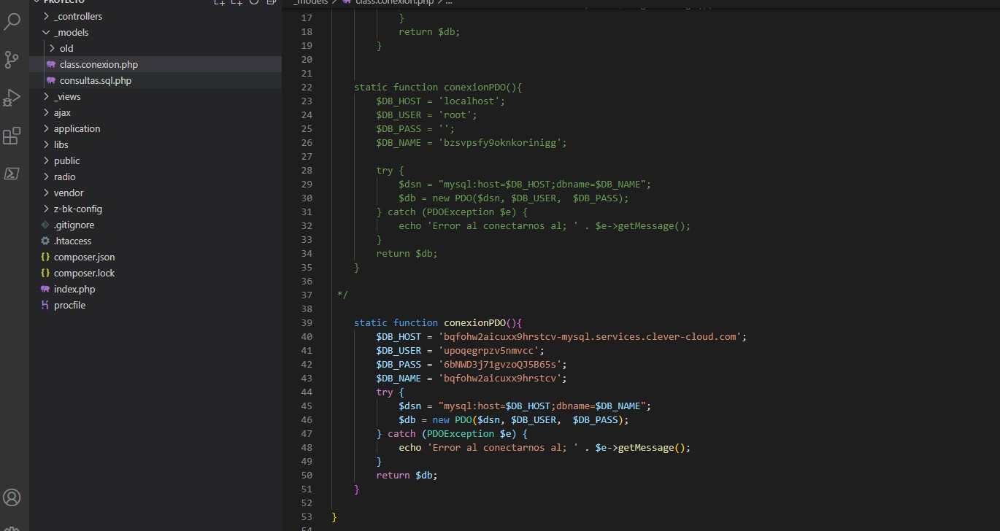 PROYECTO
_controllers
_models
old
class.conexion.php
consultas.sql.php
_views
ajax
application
libs
public
radio
vendor
z-bk-config
.gitignore
.htaccess
composer.json
composer.lock
index.php
procfile
_models > class.conexion.php > ...
17 }
18 return $db;
19 }
20
21
22 static function conexionPDO(){
23 $DB_HOST = 'localhost';
24 $DB_USER = 'root';
25 $DB_PASS = '';
26 $DB_NAME = 'bzsvpsfy9oknkorinigg';
27
28 try {
29 $dsn = "mysql:host=$DB_HOST;dbname=$DB_NAME";
30 $db = new PDO($dsn, $DB_USER,  $DB_PASS);
31 } catch (PDOException $e) {
32 echo 'Error al conectarnos al; ' . $e->getMessage();
33 }
34 return $db;
35 }
36
37 */
38
39 static function conexionPDO(){
40 $DB_HOST = 'bqfohw2aicuxx9hrstcv-mysql.services.clever-cloud.com';
41 $DB_USER = 'upoqegrpzv5nmvcc';
42 $DB_PASS = '6bNWD3j71gvzoQJ5B65s';
43 $DB_NAME = 'bqfohw2aicuxx9hrstcv';
44 try {
45 $dsn = "mysql:host=$DB_HOST;dbname=$DB_NAME";
46 $db = new PDO($dsn, $DB_USER,  $DB_PASS);
47 } catch (PDOException $e) {
48 echo 'Error al conectarnos al; ' . $e->getMessage();
49 }
50 return $db;
51 }
52
53 }
54